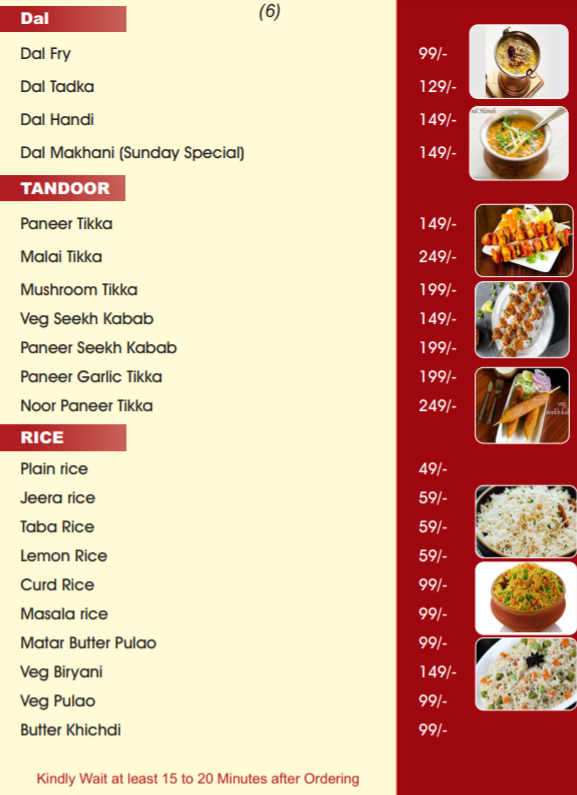 (6)
Dal
Dal Fry 99/-
Dal Tadka 129/-
Dal Handi 149/-
Dal Makhani (Sunday Special) 149/-
TANDOOR
Paneer Tikka 149/-
Malai Tikka 249/-
Mushroom Tikka 199/-
Veg Seekh Kabab 149/-
Paneer Seekh Kabab 199/-
Paneer Garlic Tikka 199/-
Noor Paneer Tikka 249/-
RICE
Plain rice 49/-
Jeera rice 59/-
Taba Rice 59/-
Lemon Rice 59/-
Curd Rice 99/-
Masala rice 99/-
Matar Butter Pulao 99/-
Veg Biryani 149/-
Veg Pulao 99/-
Butter Khichdi 99/-
Kindly Wait at least 15 to 20 Minutes after Ordering